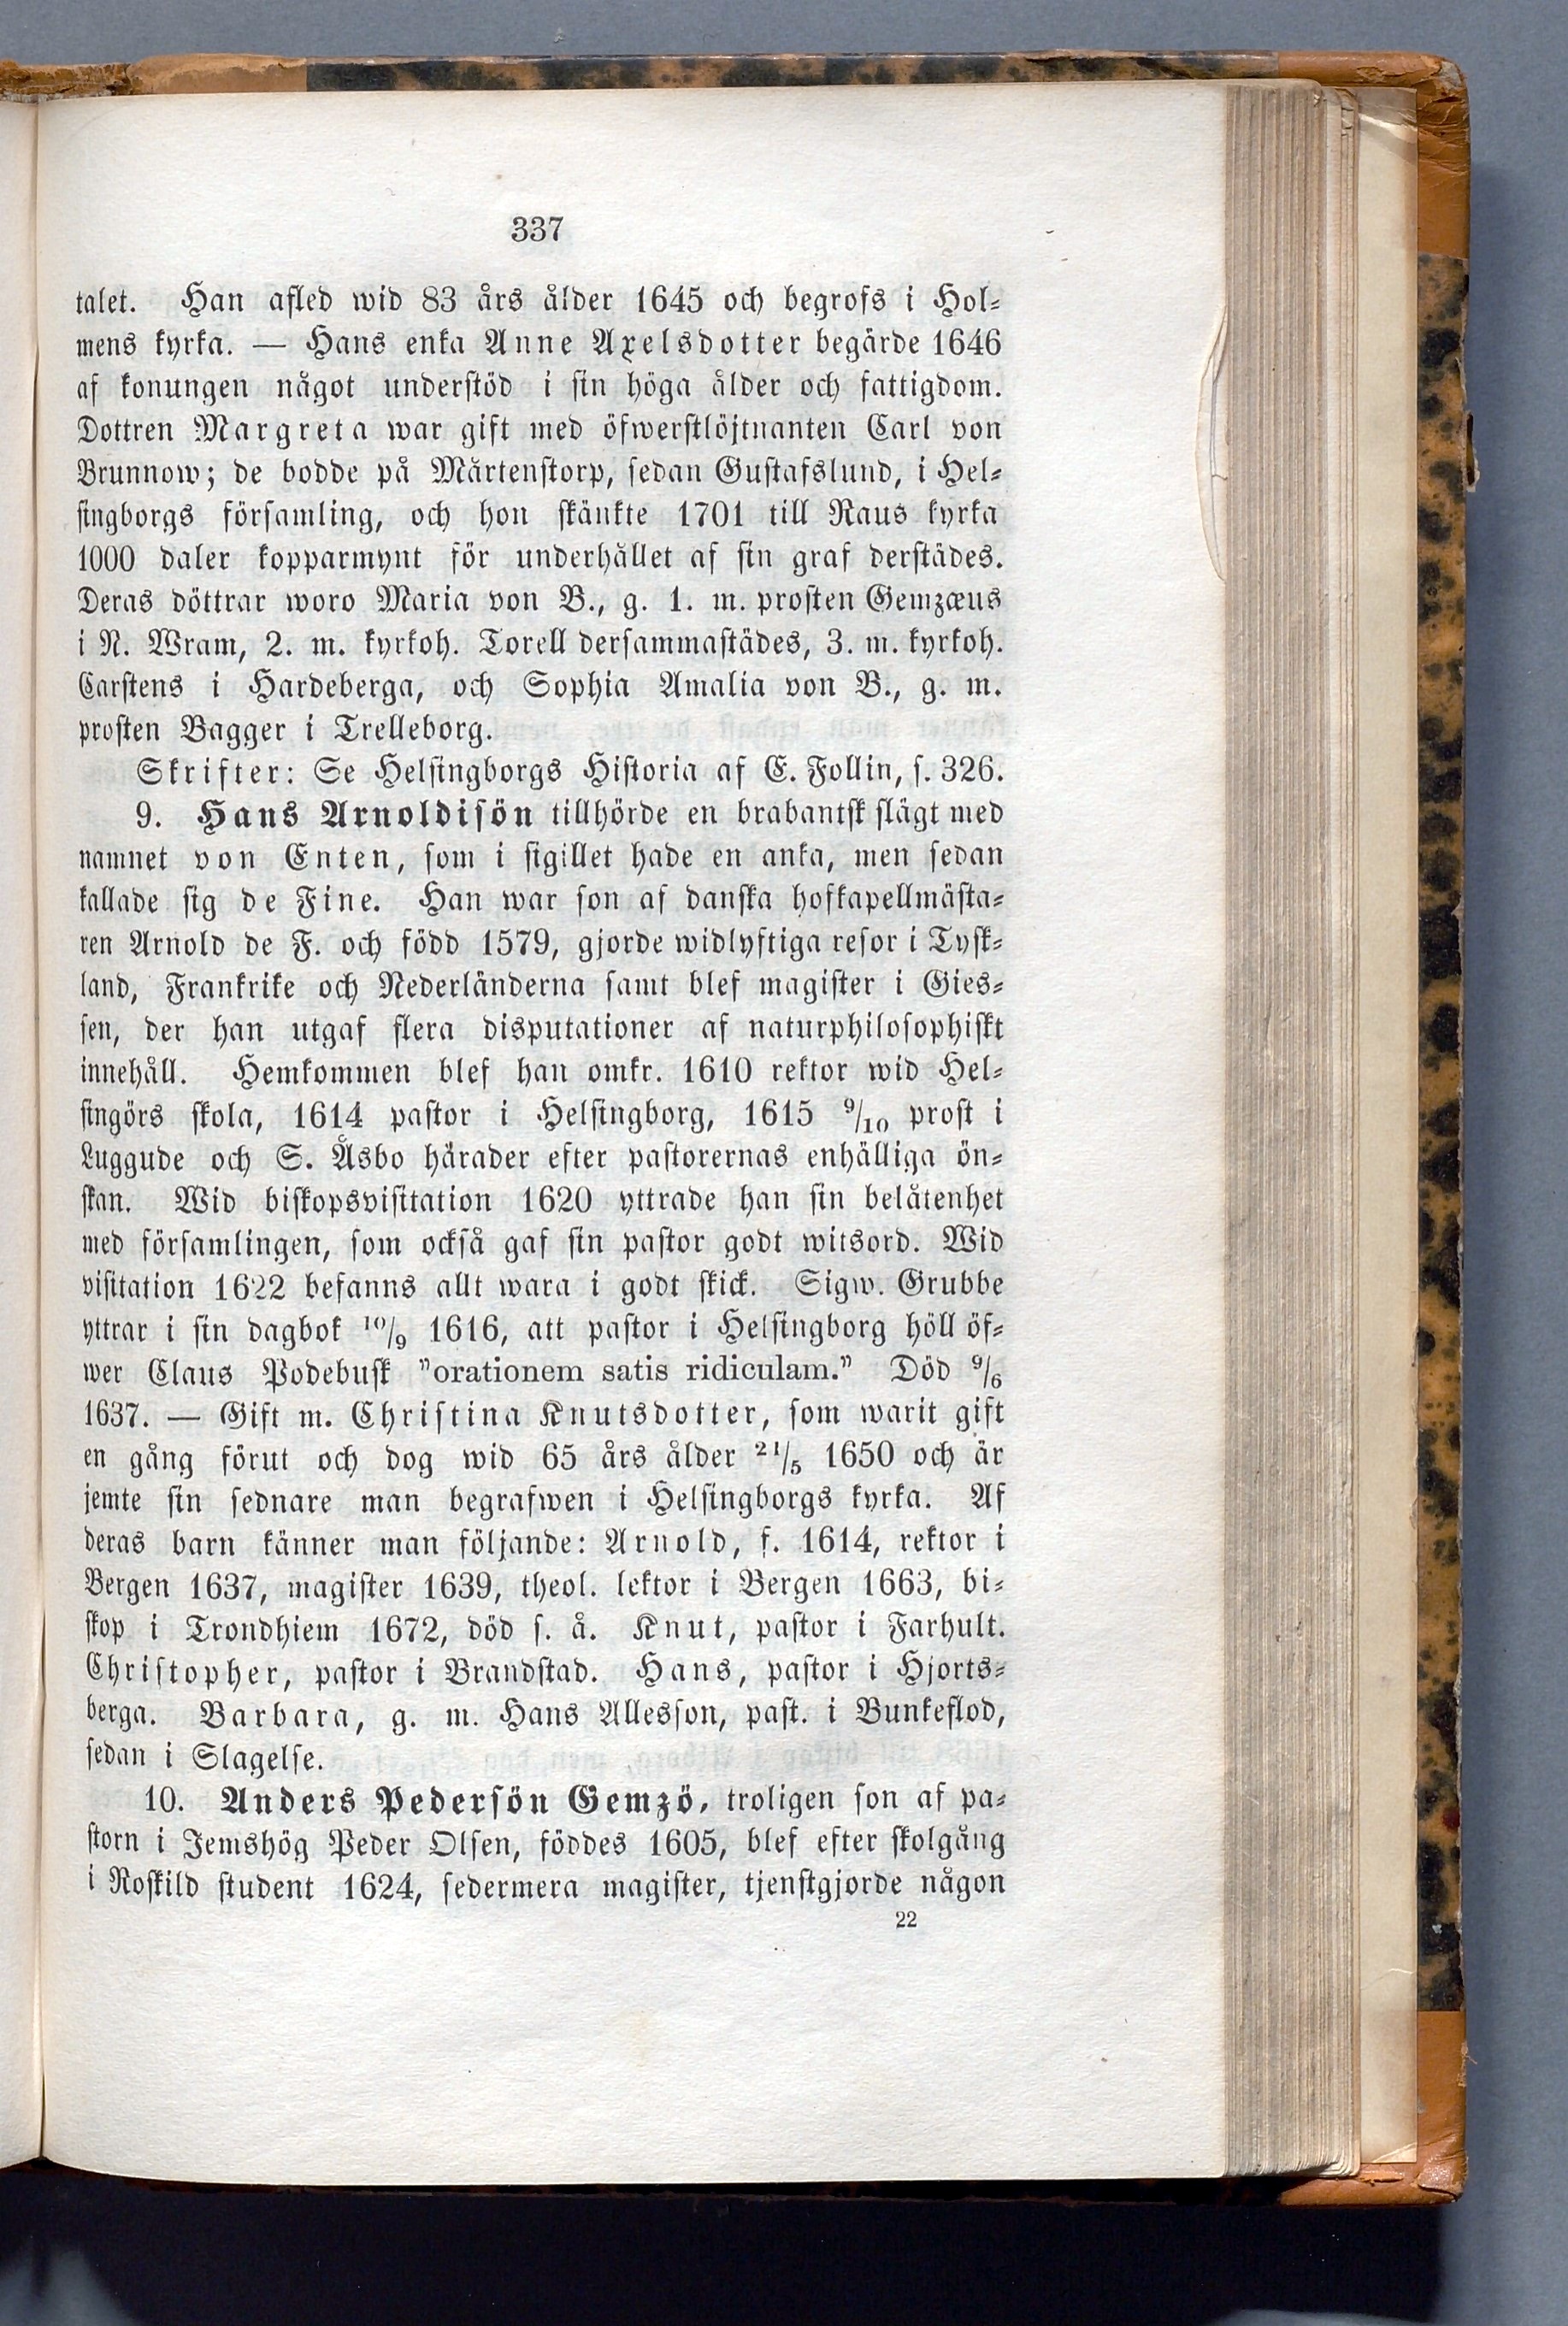 337
talet. Han afled wid 83 års ålder 1645 och begrofs i Hol-
mens kyrka. — Hans enka Anne Axelsdotter begärde 1646
af konungen något understöd i sin höga ålder och fattigdom.
Dottren Margreta war gift med öfwerstlöjtnanten Carl von
Brunnow; de bodde på Mårtenstorp, sedan Gustafslund, i Hel-
singborgs församling, och hon skänkte 1701 till Raus kyrka
1000 daler kopparmynt för underhållet af sin graf derstädes.
Deras döttrar woro Maria von B., g. 1. m. prosten Gemzæus
i N. Wram, 2. m. kyrkoh. Torell dersammastädes, 3. m. kyrkoh.
Carstens i Hardeberga, och Sophia Amalia von B., g. m.
prosten Bagger i Trelleborg.
Skrifter: Se Helsingborgs Historia af E. Follin, s. 326.
9. Hans Arnoldisön tillhörde en brabantsk slägt med
namnet von Enten, som i sigillet hade en anka, men sedan
kallade sig de Fine. Han war son af danska hofkapellmästa-
ren Arnold de F. och född 1579, gjorde widlyftiga resor i Tysk-
land, Frankrike och Nederländerna samt blef magister i Gies-
sen, der han utgaf flera disputationer af naturphilosophiskt
innehåll. Hemkommen blef han omkr. 1610 rektor wid Hel-
singörs skola, 1614 pastor i Helsingborg, 1615 9/10 prost i
Luggude och S. Åsbo härader efter pastorernas enhälliga ön-
skan. Wid biskopsvisitation 1620 yttrade han sin belåtenhet
med församlingen, som också gaf sin pastor godt witsord. Wid
visitation 1622 befanns allt wara i godt skick. Sigw. Grubbe
yttrar i sin dagbok 10/9 1616, att pastor i Helsingborg höll öf-
wer Claus Podebusk ”orationem satis ridiculam.” Död 9/6
1637. — Gift m. Christina Knutsdotter, som warit gift
en gång förut och dog wid 65 års ålder 21/5 1650 och är
jemte sin sednare man begrafwen i Helsingborgs kyrka. Af
deras barn känner man följande: Arnold, f. 1614, rektor i
Bergen 1637, magister 1639, theol. lektor i Bergen 1663, bi-
skop i Trondhiem 1672, död s. å. Knut, pastor i Farhult.
Christopher, pastor i Brandstad. Hans, pastor i Hjorts-
berga. Barbara, g. m. Hans Allesson, past. i Bunkeflod,
sedan i Slagelse.
10. Anders Pedersön Gemzö, troligen son af pa-
storn i Jemshög Peder Olsen, föddes 1605, blef efter skolgång
i Roskild student 1624, sedermera magister, tjenstgjorde någon
22